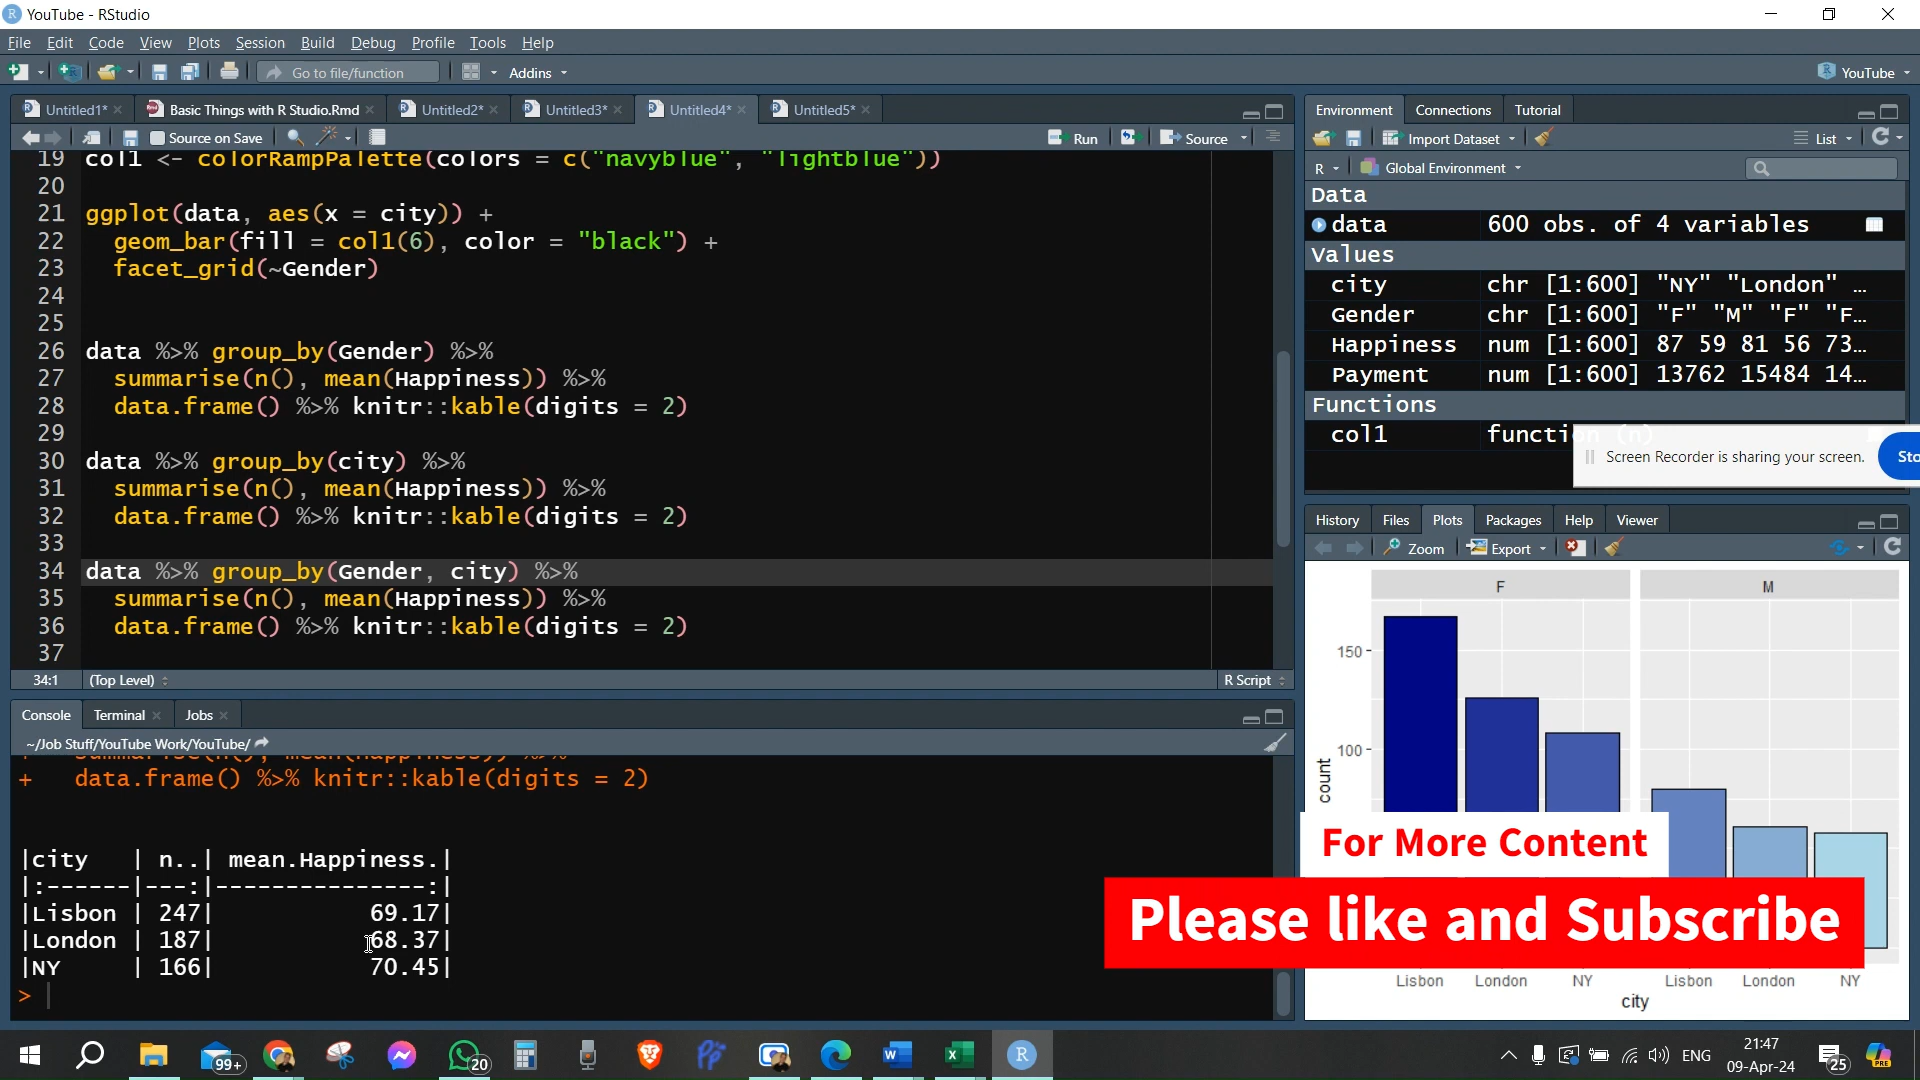 YouTube - RStudio
File Edit Code View Plots Session Build Debug Profile Tools Help
Go to file/function Addins YouTube
Untitled1* Basic Things with R Studio.Rmd Untitled2* Untitled3* Untitled4* Untitled5*
Source on Save Run Source
19 col1 <- colorRampPalette(colors = c("navyblue", "lightblue"))
20
21 ggplot(data, aes(x = city)) +
22 geom_bar(fill = col1(6), color = "black") +
23 facet_grid(~Gender)
24
25
26 data %>% group_by(Gender) %>%
27 summarise(n(), mean(Happiness)) %>%
28 data.frame() %>% knitr::kable(digits = 2)
29
30 data %>% group_by(city) %>%
31 summarise(n(), mean(Happiness)) %>%
32 data.frame() %>% knitr::kable(digits = 2)
33
34 data %>% group_by(Gender, city) %>%
35 summarise(n(), mean(Happiness)) %>%
36 data.frame() %>% knitr::kable(digits = 2)
37
34:1 (Top Level) R Script
Console Terminal Jobs
~/Job Stuff/YouTube Work/YouTube/
+ summarise(n(), mean(Happiness)) %>%
+ data.frame() %>% knitr::kable(digits = 2)
|city | n..| mean.Happiness.|
|:------|---:|---------------:|
|Lisbon | 247| 69.17|
|London | 187| 68.37|
|NY | 166| 70.45|
>
Environment Connections Tutorial
Import Dataset List
R Global Environment
Data
data 600 obs. of 4 variables
Values
city chr [1:600] "NY" "London" …
Gender chr [1:600] "F" "M" "F" "F…
Happiness num [1:600] 87 59 81 56 73…
Payment num [1:600] 13762 15484 14…
Functions
col1 function (n)
Screen Recorder is sharing your screen. Sto
History Files Plots Packages Help Viewer
Zoom Export
F M
150
100
count
For More Content
Please like and Subscribe
Lisbon London NY Lisbon London NY
city
99+ 20 ENG 21:47
09-Apr-24 25 PRE